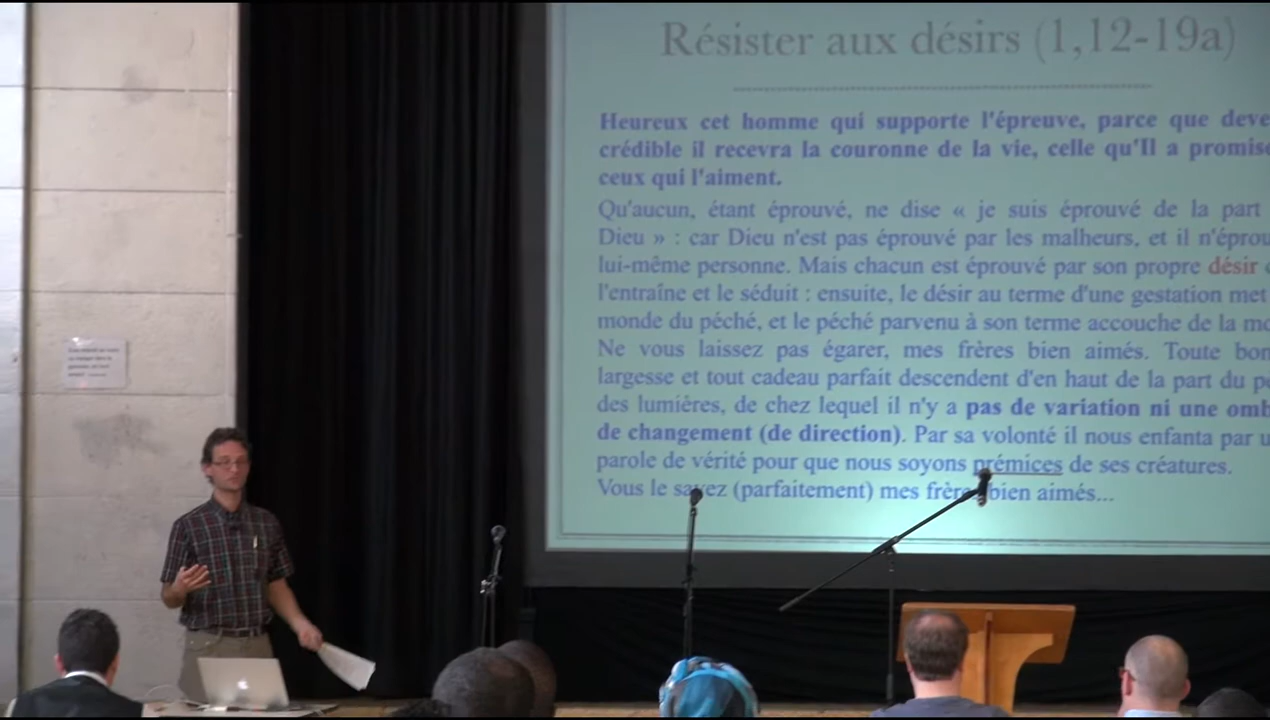 Résister aux désirs (1,12-19a)
Heureux cet homme qui supporte l'épreuve, parce que
crédible il recevra la couronne de la vie, celle qu'Il a
ceux qui l'aiment.
Qu'aucun, étant éprouvé, ne dise « je suis éprouvé de la part
Dieu » : car Dieu n'est pas éprouvé par les malheurs, et il
lui-même personne. Mais chacun est éprouvé par son propre désir
l'entraîne et le séduit : ensuite, le désir au terme d'une gestation met
monde du péché, et le péché parvenu à son terme accouche de la
Ne vous laissez pas égarer, mes frères bien aimés. Toute
largesse et tout cadeau parfait descendent d'en haut de la part du
des lumières, de chez lequel il n'y a pas de variation ni une
de changement (de direction). Par sa volonté il nous enfanta par
parole de vérité pour que nous soyons prémices de ses créatures.
Vous le savez (parfaitement) mes frères bien aimés...